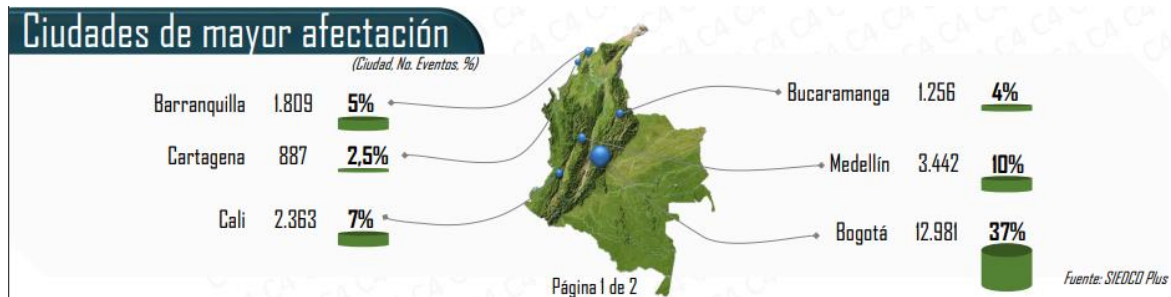 Ciudades de mayor afectación
(Ciudad, No. Eventos, %)
Barranquilla 1.809 5%
Cartagena 887 2,5%
Cali 2.363 7%
Bucaramanga 1.256 4%
Medellín 3.442 10%
Bogotá 12.981 37%
Página 1 de 2
Fuente: SIEDCO Plus